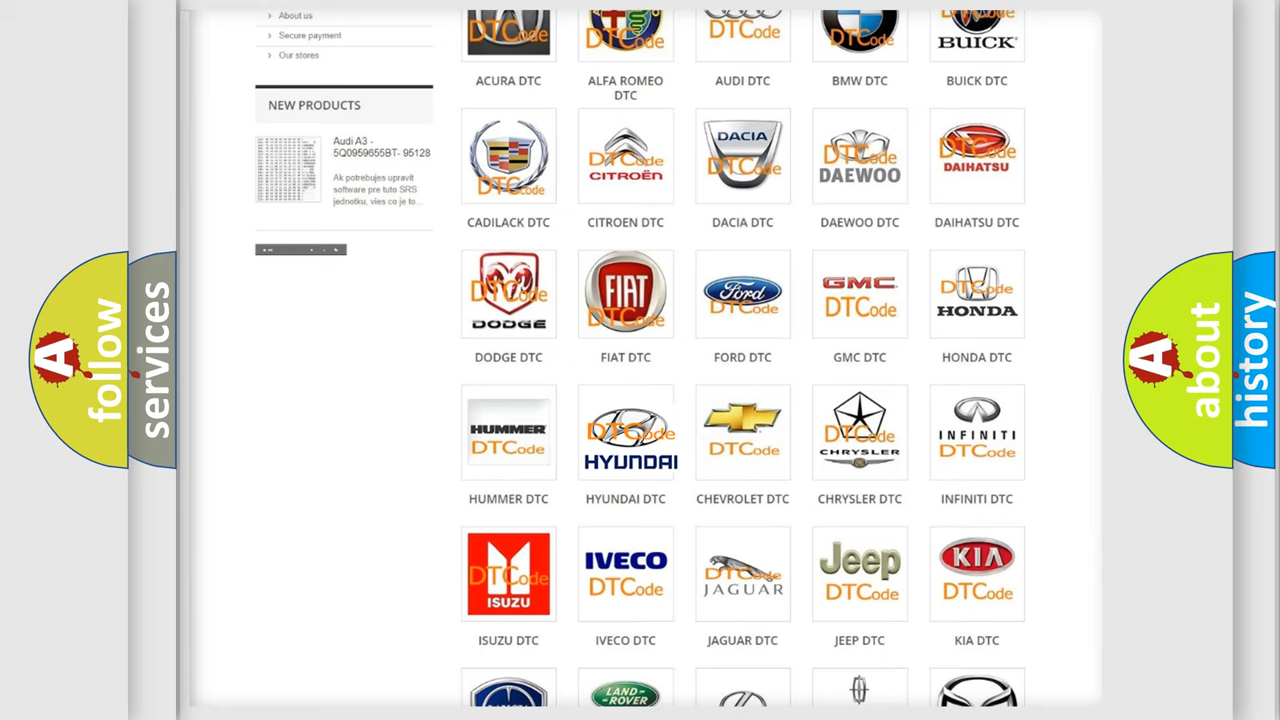 About us
Secure payment
Our stores
NEW PRODUCTS
Audi A3 -
5Q0959655BT- 95128
Ak potrebujes upravit
software pre tuto SRS
jednotku, vies co je to...
DTCode
DTCode
DTCode
DTCode
BUICK
ACURA DTC
ALFA ROMEO
DTC
AUDI DTC
BMW DTC
BUICK DTC
DTCode
DTCode
CITROËN
DACIA
DTCode
DTCode
DAEWOO
DTCode
DAIHATSU
CADILACK DTC
CITROEN DTC
DACIA DTC
DAEWOO DTC
DAIHATSU DTC
DTCode
DODGE
FIAT
DTCode
Ford
DTCode
GMC
DTCode
DTCode
HONDA
DODGE DTC
FIAT DTC
FORD DTC
GMC DTC
HONDA DTC
HUMMER
DTCode
DTCode
HYUNDAI
DTCode
DTCode
CHRYSLER
INFINITI
DTCode
HUMMER DTC
HYUNDAI DTC
CHEVROLET DTC
CHRYSLER DTC
INFINITI DTC
DTCode
ISUZU
IVECO
DTCode
DTCode
JAGUAR
Jeep
DTCode
KIA
DTCode
ISUZU DTC
IVECO DTC
JAGUAR DTC
JEEP DTC
KIA DTC
LAND-
ROVER
A
follow
services
A
about
history